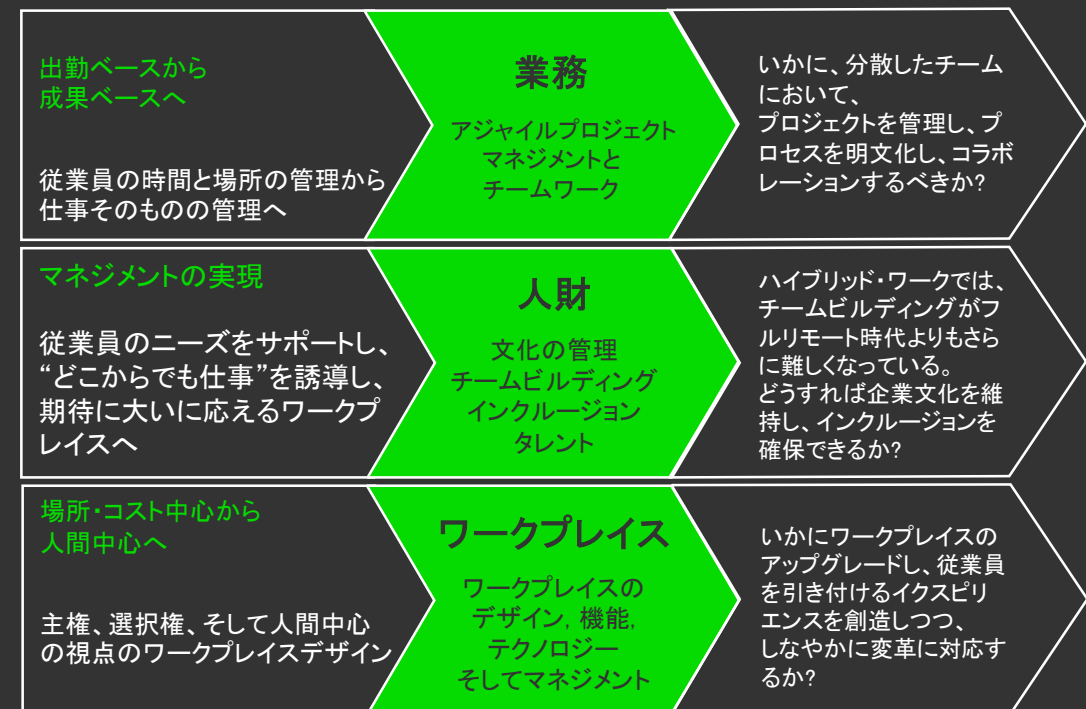 出勤ベースから
成果ベースへ
従業員の時間と場所の管理から
仕事そのものの管理へ
業務
アジャイルプロジェクト
マネジメントと
チームワーク
いかに、分散したチーム
において、
プロジェクトを管理し、プ
ロセスを明文化し、コラボ
レーションするべきか?
マネジメントの実現
従業員のニーズをサポートし、
“どこからでも仕事”を誘導し、
期待に大いに応えるワークプ
レイスへ
人財
文化の管理
チームビルディング
インクルージョン
タレント
ハイブリッド・ワークでは、
チームビルディングがフ
ルリモート時代よりもさら
に難しくなっている。
どうすれば企業文化を維
持し、インクルージョンを
確保できるか?
場所・コスト中心から
人間中心へ
主権、選択権、そして人間中心
の視点のワークプレイスデザイン
ワークプレイス
ワークプレイスの
デザイン, 機能,
テクノロジー
そしてマネジメント
いかにワークプレイスの
アップグレードし、従業員
を引き付けるイクスピリ
エンスを創造しつつ、
しなやかに変革に対応す
るか?